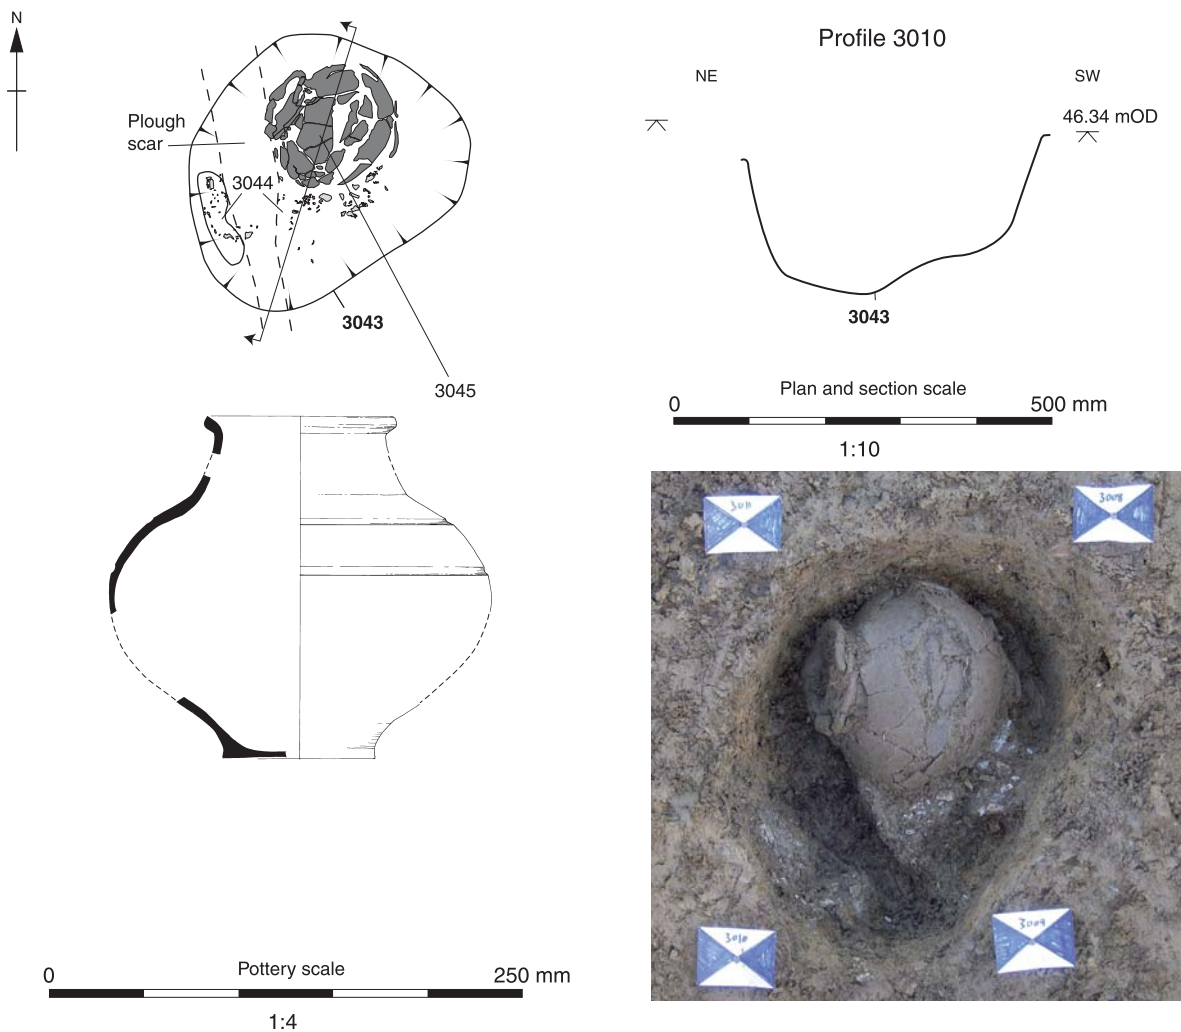 N
Plough
scar
3044
3043
3045
Profile 3010
NE
SW
46.34 mOD
3043
Plan and section scale
0
500 mm
1:10
3011
3008
3010
3009
Pottery scale
0
250 mm
1:4